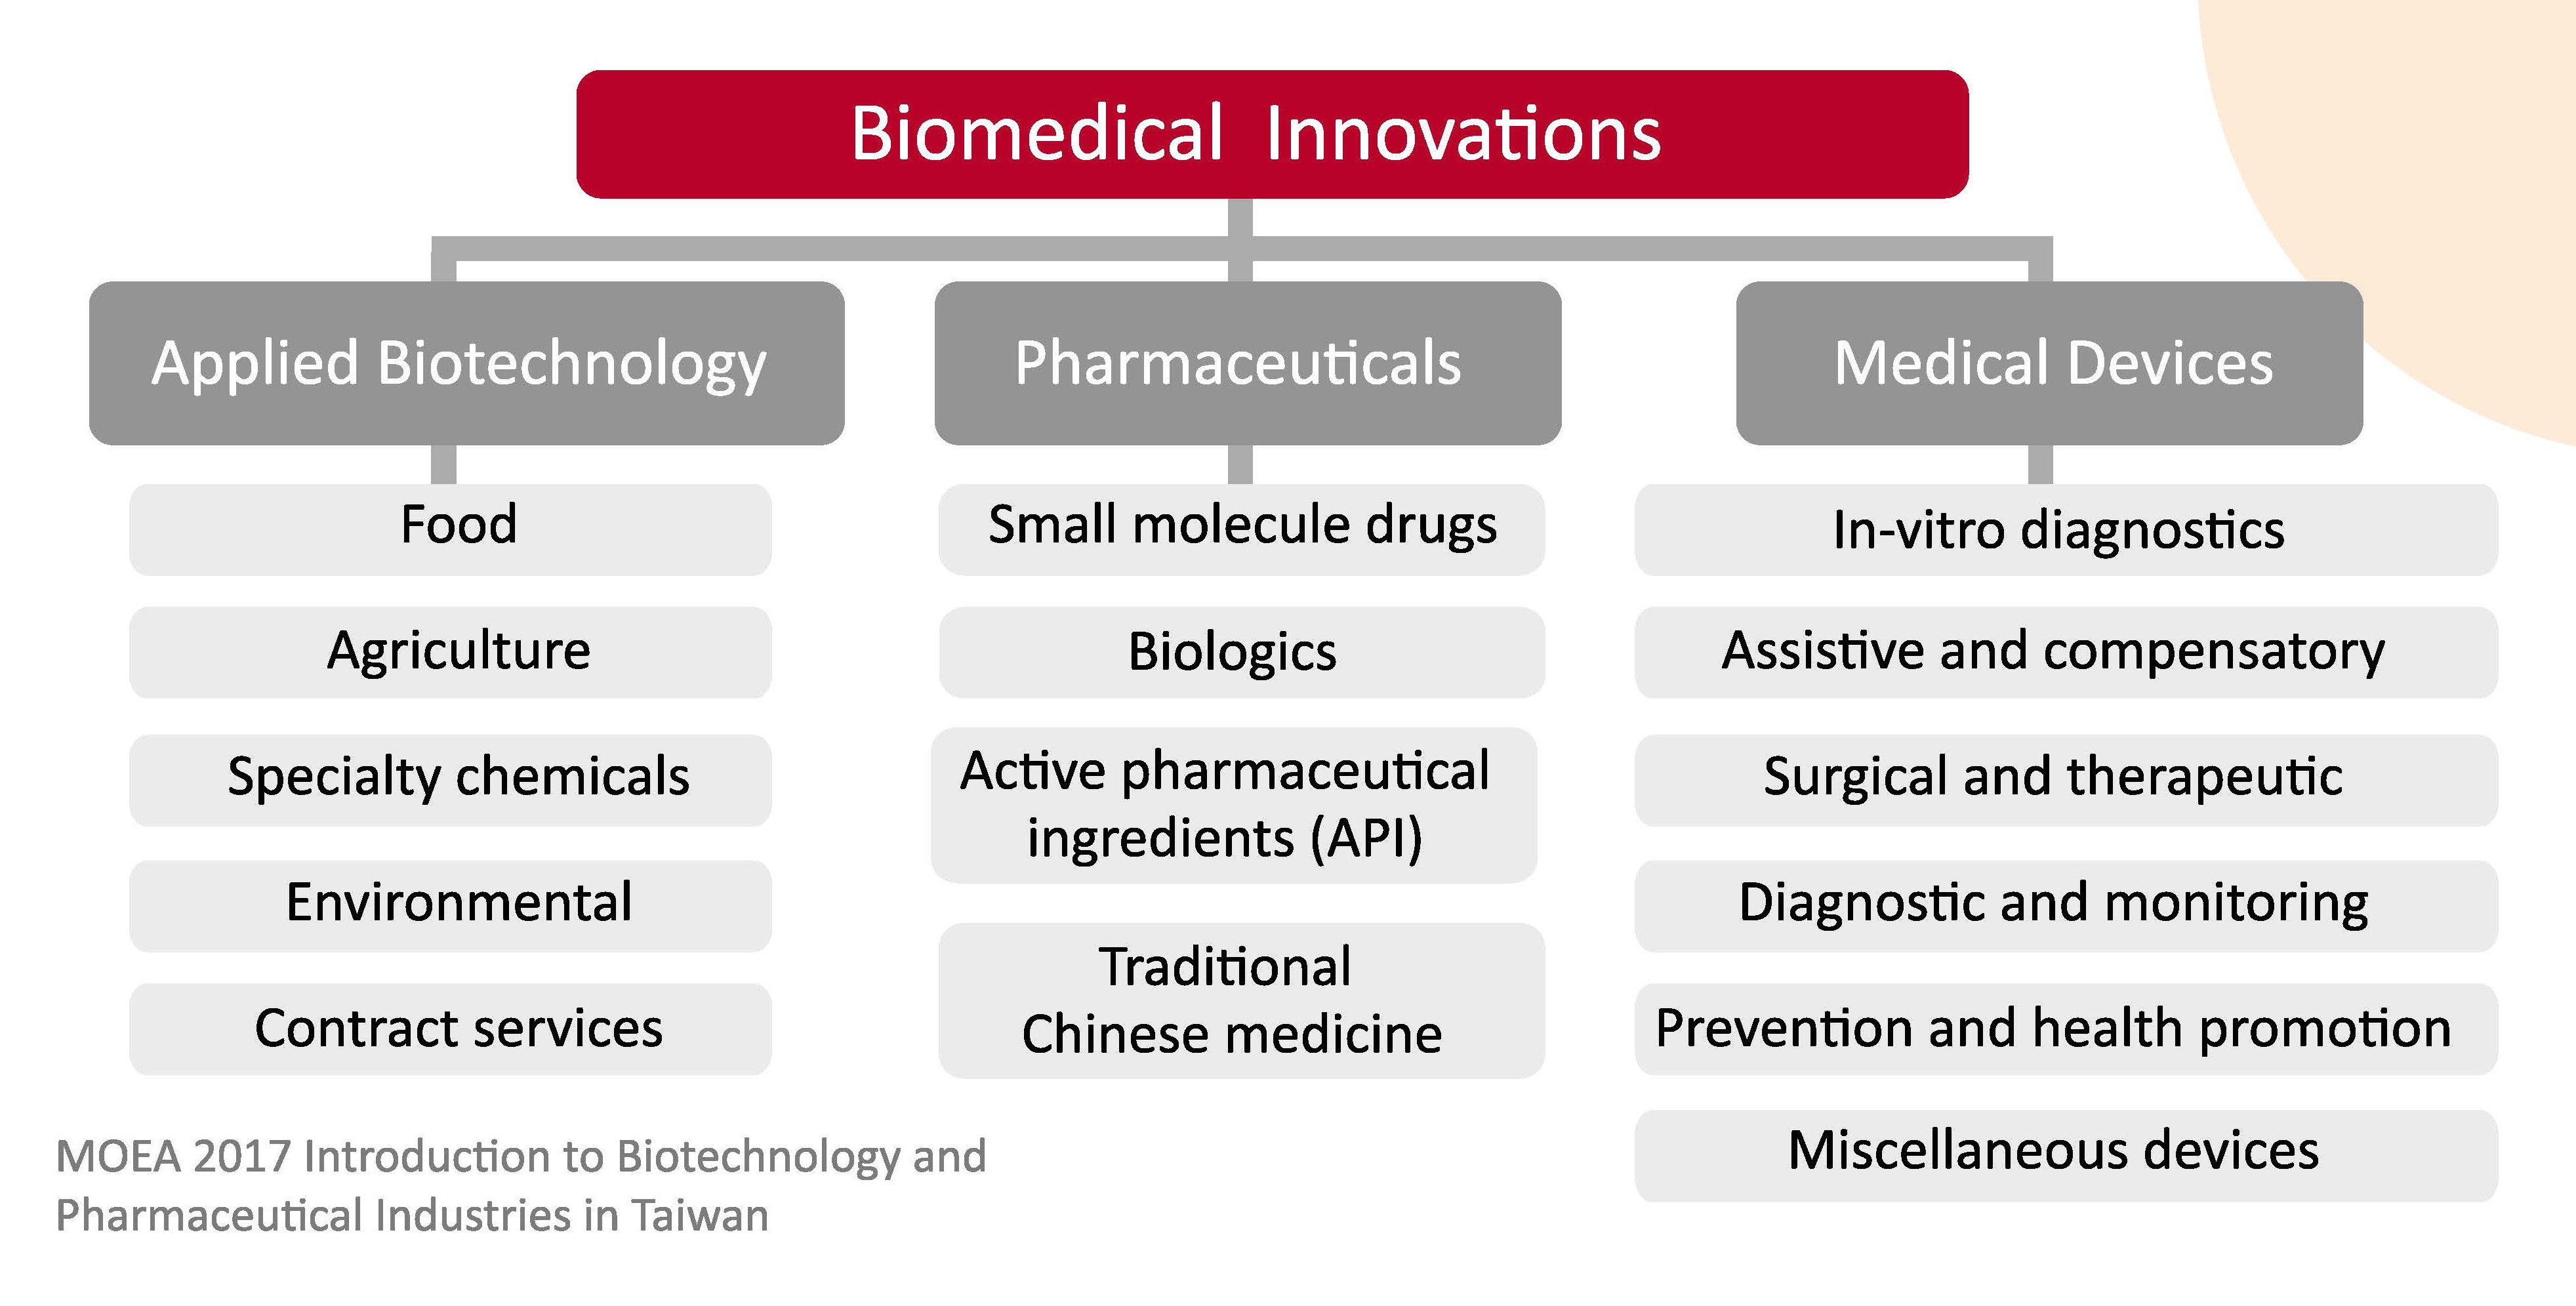 Biomedical Innovations
Applied Biotechnology
Food
Agriculture
Specialty chemicals
Environmental
Contract services
Pharmaceuticals
Small molecule drugs
Biologics
Active pharmaceutical
ingredients (API)
Traditional
Chinese medicine
Medical Devices
In-vitro diagnostics
Assistive and compensatory
Surgical and therapeutic
Diagnostic and monitoring
Prevention and health promotion
Miscellaneous devices
MOEA 2017 Introduction to Biotechnology and
Pharmaceutical Industries in Taiwan